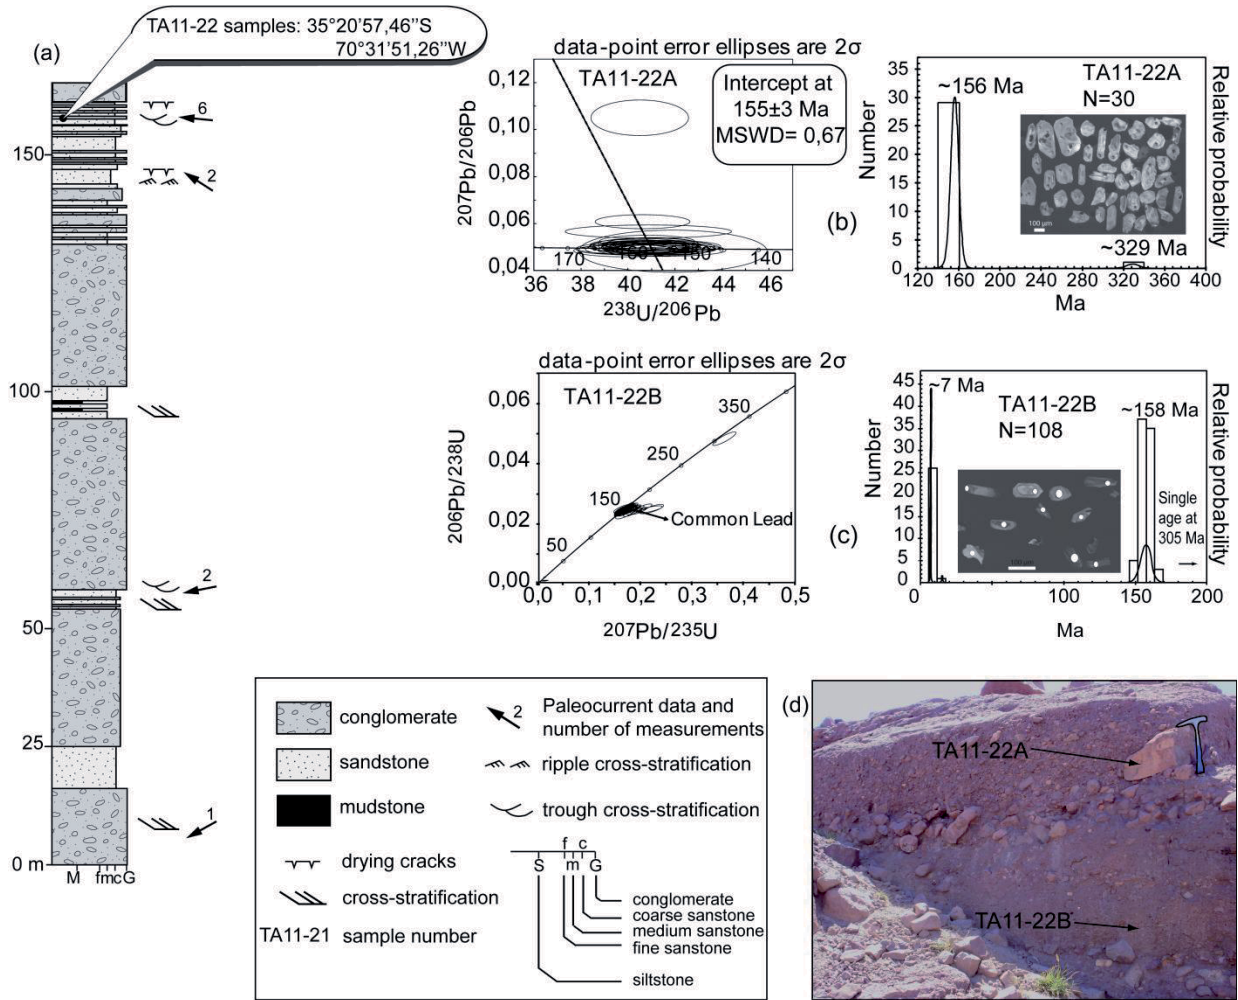 (a)
TA11-22 samples: 35°20'57,46''S
70°31'51,26''W
6
150
2
100
2
50
25
1
0 m
M fmcG
data-point error ellipses are 2σ
TA11-22A
Intercept at
155±3 Ma
MSWD= 0,67
207Pb/206Pb
0,12
0,10
0,08
0,06
0,04
170 160 150 140
36 38 40 42 44 46
238U/206Pb
(b)
Number
35
30
25
20
15
10
5
0
~156 Ma
TA11-22A
N=30
100 µm
~329 Ma
120 160 200 240 280 320 360 400
Ma
Relative probability
data-point error ellipses are 2σ
TA11-22B
206Pb/238U
0,06
0,04
0,02
0,00
350
250
150
50
Common Lead
0,0 0,1 0,2 0,3 0,4 0,5
207Pb/235U
(c)
Number
45
40
35
30
25
20
15
10
5
0
~7 Ma
TA11-22B
N=108
~158 Ma
Single
age at
305 Ma
100 µm
0 50 100 150 200
Ma
Relative probability
conglomerate
sandstone
mudstone
drying cracks
cross-stratification
TA11-21 sample number
2
Paleocurrent data and
number of measurements
ripple cross-stratification
trough cross-stratification
f c
S m G
conglomerate
coarse sanstone
medium sanstone
fine sanstone
siltstone
(d)
TA11-22A
TA11-22B